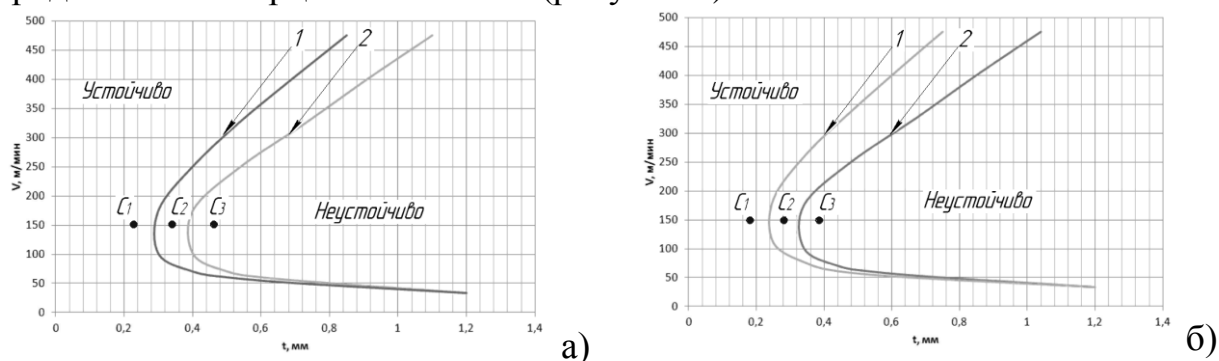 500
450
400
350
300
250
200
150
100
50
0
V, м/мин
Устойчиво
1
2
C1
C2
C3
Неустойчиво
0
0,2
0,4
0,6
0,8
1
1,2
1,4
t, мм
а)
500
450
400
350
300
250
200
150
100
50
0
V, м/мин
Устойчиво
1
2
C1
C2
C3
Неустойчиво
0
0,2
0,4
0,6
0,8
1
1,2
1,4
t, мм
б)